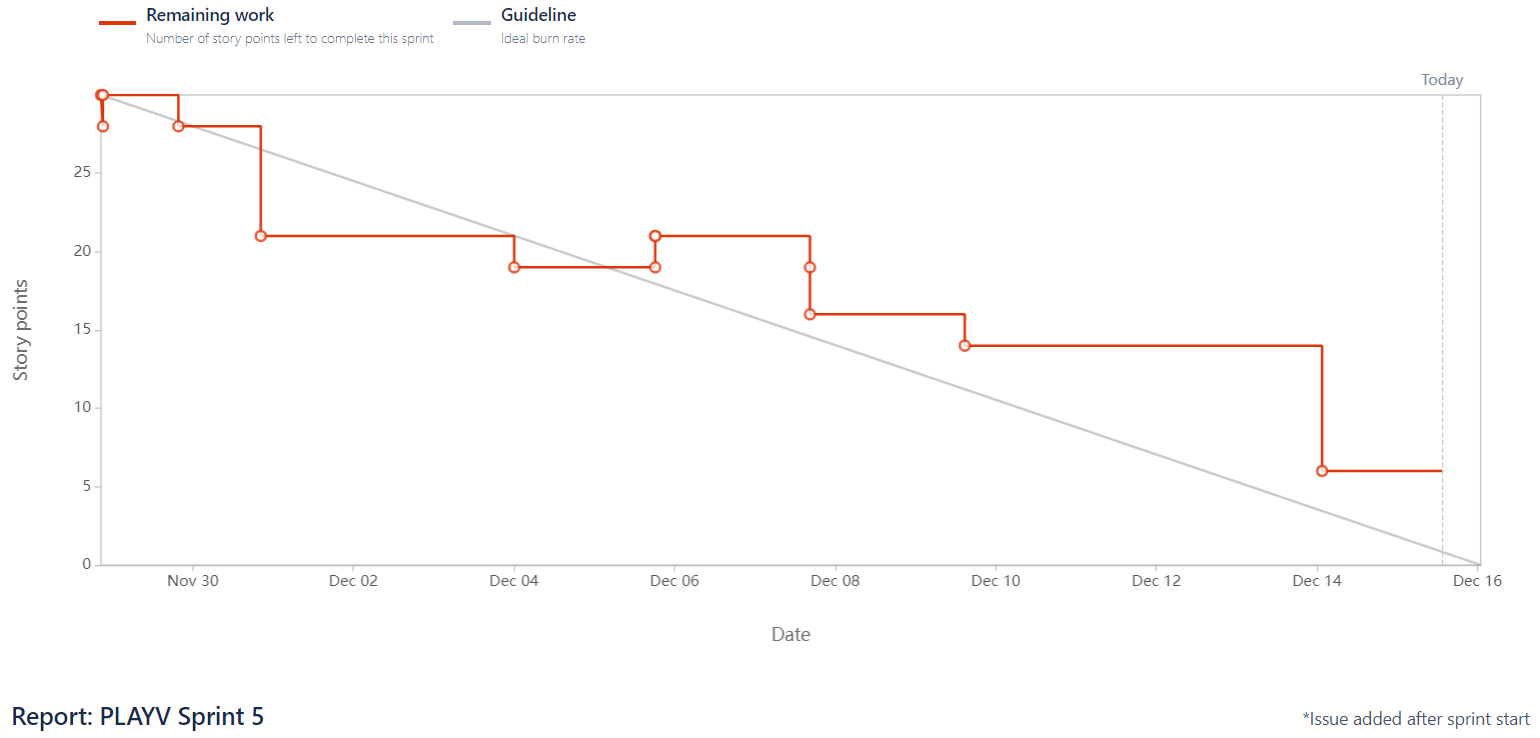 Remaining work
Number of story points left to complete this sprint
Guideline
Ideal burn rate
Today
25
20
15
10
5
0
Story points
Nov 30
Dec 02
Dec 04
Dec 06
Dec 08
Dec 10
Dec 12
Dec 14
Dec 16
Date
Report: PLAYV Sprint 5
*Issue added after sprint start